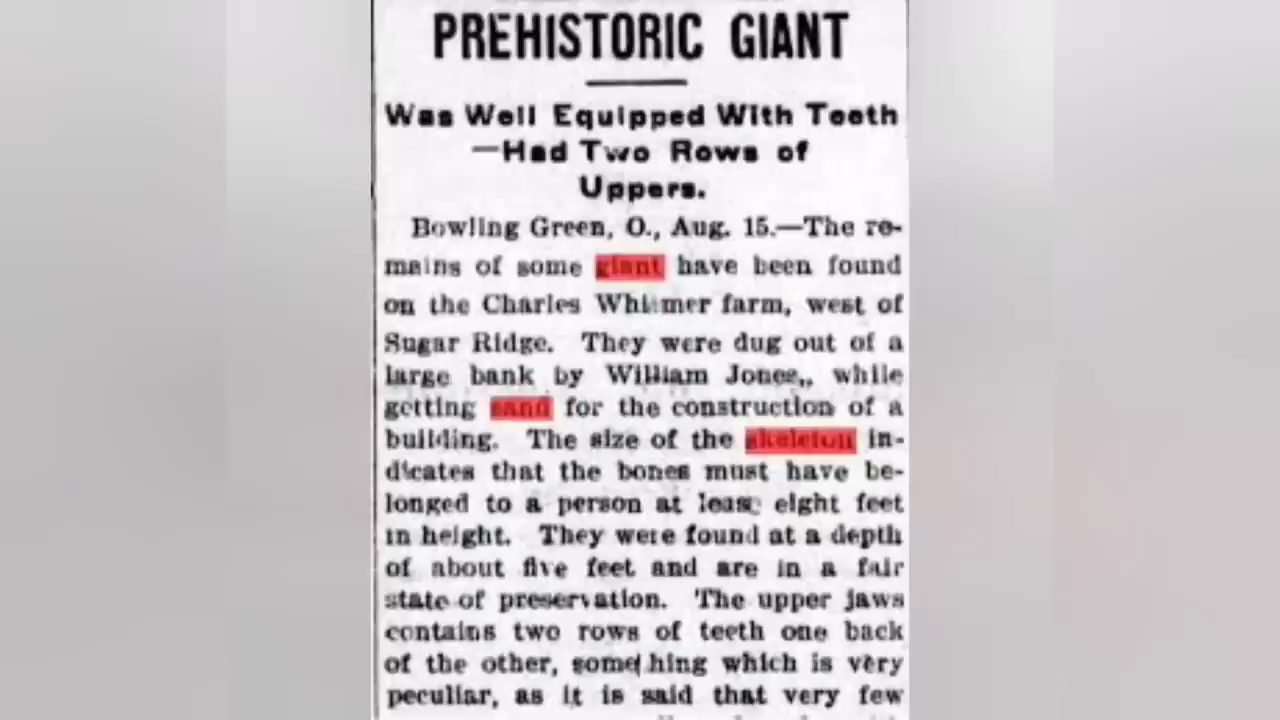 PREHISTORIC GIANT
Was Well Equipped With Teeth
—Had Two Rows of
Uppers.
Bowling Green, O., Aug. 15.—The re-
mains of some giant have been found
on the Charles Whitmer farm, west of
Sugar Ridge. They were dug out of a
large bank by William Jones,, while
getting sand for the construction of a
building. The size of the skeleton in-
dicates that the bones must have be-
longed to a person at least eight feet
in height. They were found at a depth
of about five feet and are in a fair
state of preservation. The upper jaws
contains two rows of teeth one back
of the other, something which is very
peculiar, as it is said that very few